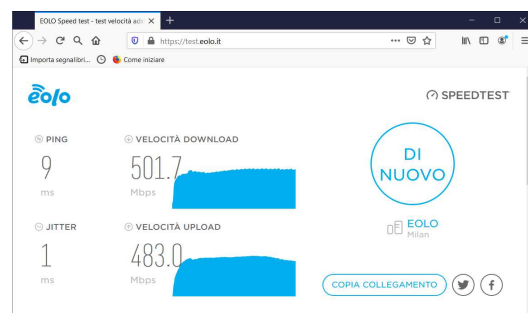 EOLO Speed test - test velocità ads
https://test.eolo.it
Importa segnalibri...
Come iniziare
eolo
SPEEDTEST
PING
9
ms
VELOCITÀ DOWNLOAD
501.7
Mbps
DI
NUOVO
JITTER
1
ms
VELOCITÀ UPLOAD
483.0
Mbps
EOLO
Milan
COPIA COLLEGAMENTO